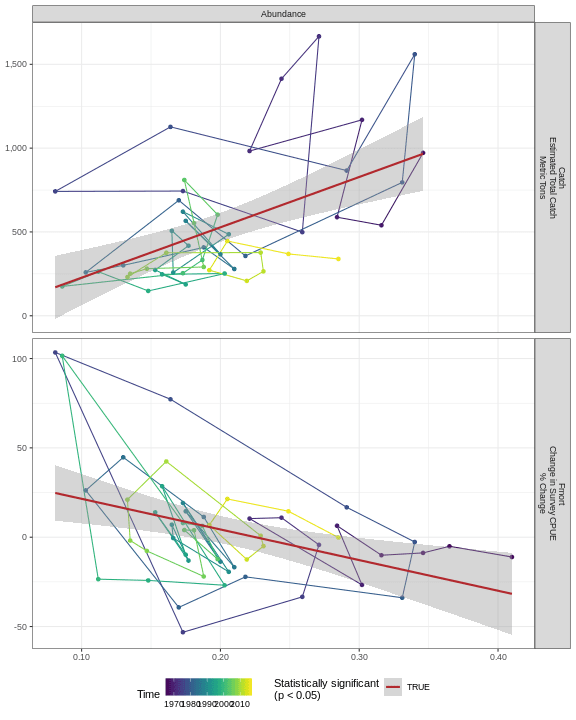 Abundance
1,500
1,000
500
0
Catch
Estimated Total Catch
Metric Tons
100
50
0
-50
Fmort
Change in Survey CPUE
% Change
0.10
0.20
0.30
0.40
Time
1970 1980 1990 2000 2010
Statistically significant
(p < 0.05)
TRUE